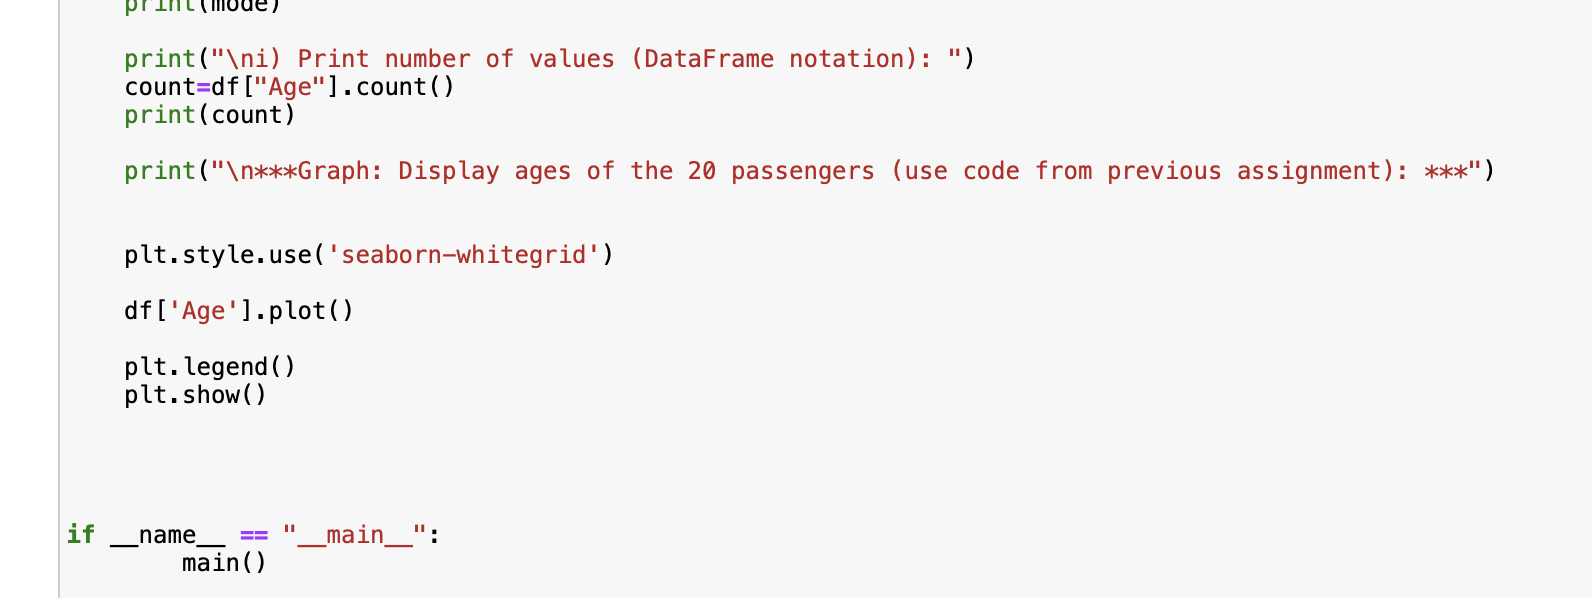 print(mode)
print("\ni) Print number of values (DataFrame notation): ")
count=df["Age"].count()
print(count)
print("\n***Graph: Display ages of the 20 passengers (use code from previous assignment): ***")
plt.style.use('seaborn-whitegrid')
df['Age'].plot()
plt.legend()
plt.show()
if __name__ == "__main__":
main()